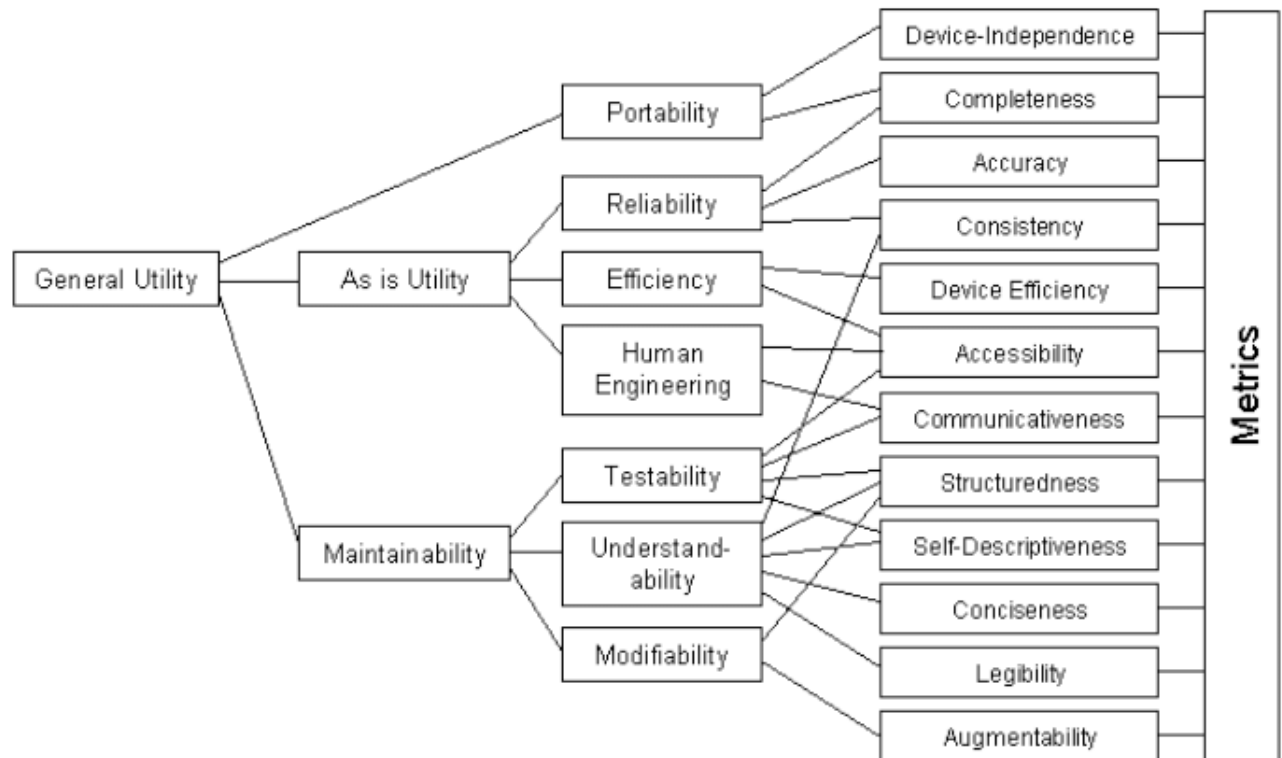 General Utility
As is Utility
Maintainability
Portability
Reliability
Efficiency
Human
Engineering
Testability
Understand-
ability
Modifiability
Device-Independence
Completeness
Accuracy
Consistency
Device Efficiency
Accessibility
Communicativeness
Structuredness
Self-Descriptiveness
Conciseness
Legibility
Augmentability
Metrics